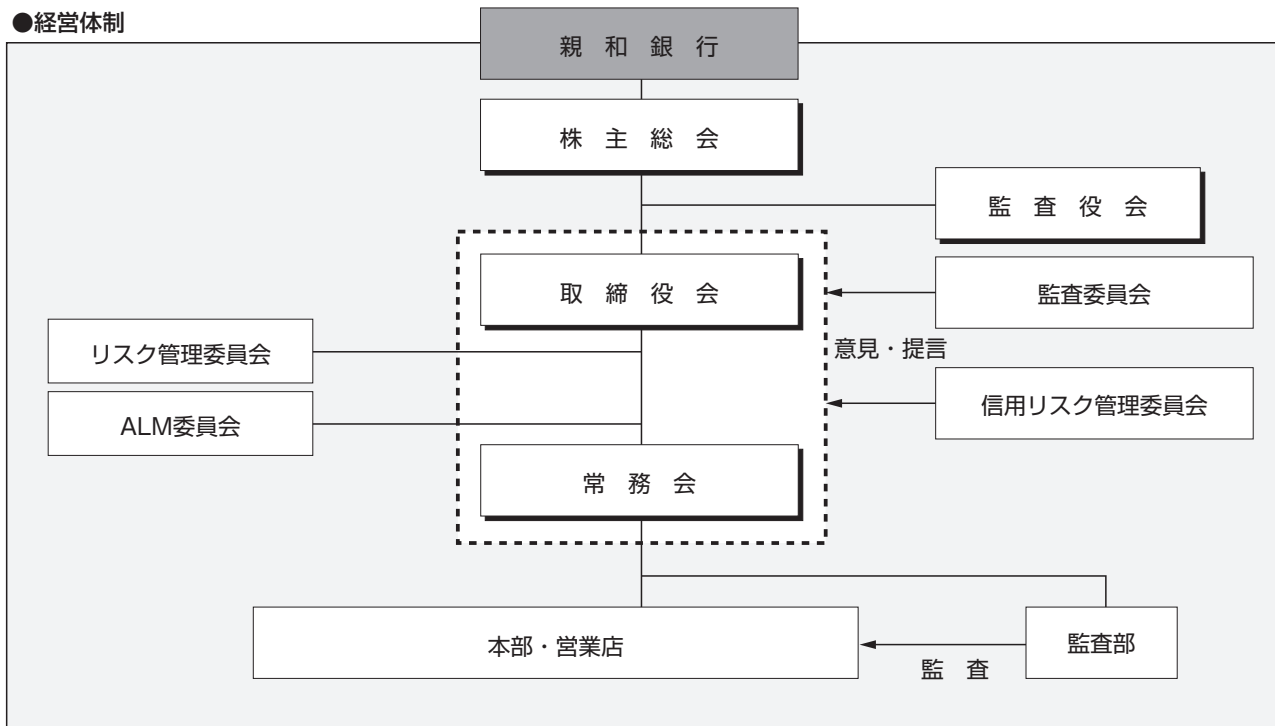 ●経営体制
親和銀行
株主総会
監査役会
取締役会
監査委員会
リスク管理委員会
意見・提言
ALM委員会
信用リスク管理委員会
常務会
本部・営業店
監査部
監査